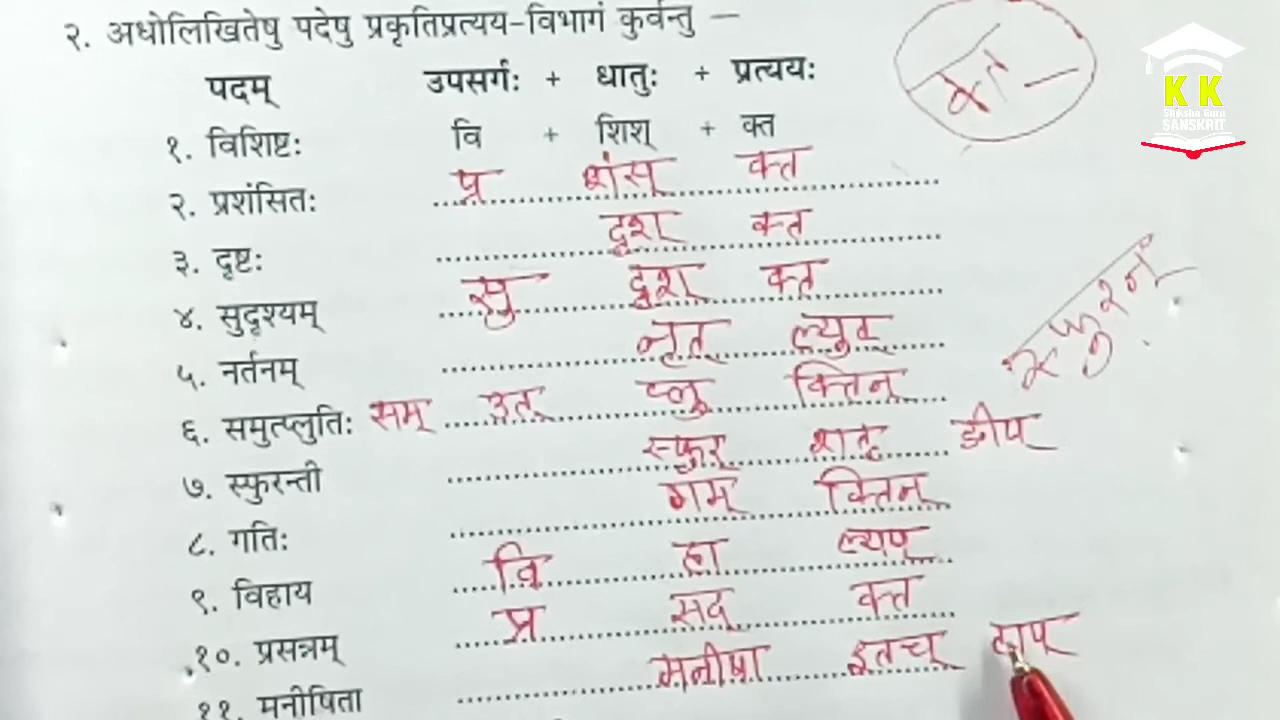 २. अधोलिखितेषु पदेषु प्रकृतिप्रत्यय-विभागं कुर्वन्तु —
पदम् उपसर्गः + धातुः + प्रत्ययः
१. विशिष्टः वि + शिश् + क्त
२. प्रशंसितः प्र शंस् क्त
३. दृष्टः दृश् क्त
४. सुदृश्यम् सु दृश् क्त
५. नर्तनम् नृत् ल्युट्
६. समुत्प्लुतिः सम् उत् प्लु क्तिन्
७. स्फुरन्ती स्फुर् शतृ ङीप्
८. गतिः गम् क्तिन्
९. विहाय वि हा ल्यप्
१०. प्रसन्नम् प्र सद् क्त
११. मनीषिता मनीषा इतच् टाप्
K K
Shiksha Guru
SANSKRIT